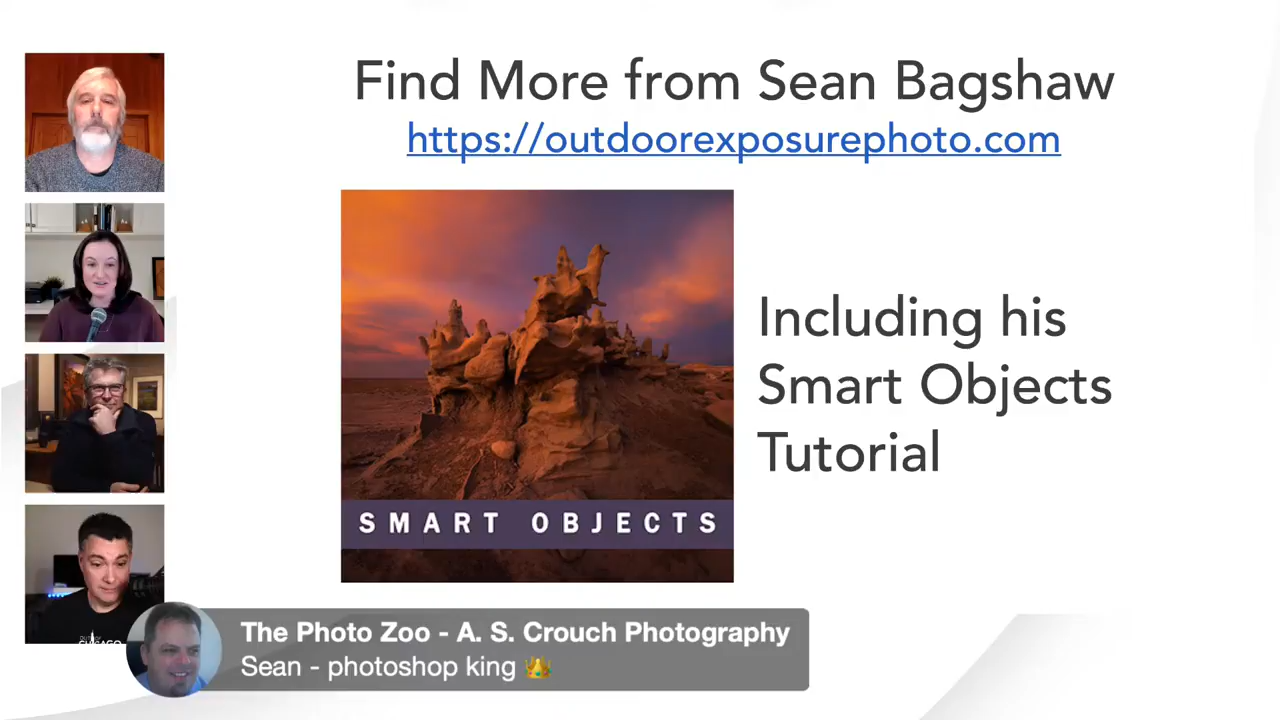 Find More from Sean Bagshaw
https://outdoorexposurephoto.com
Including his
Smart Objects
Tutorial
SMART OBJECTS
CHICAGO
The Photo Zoo - A. S. Crouch Photography
Sean - photoshop king 👑